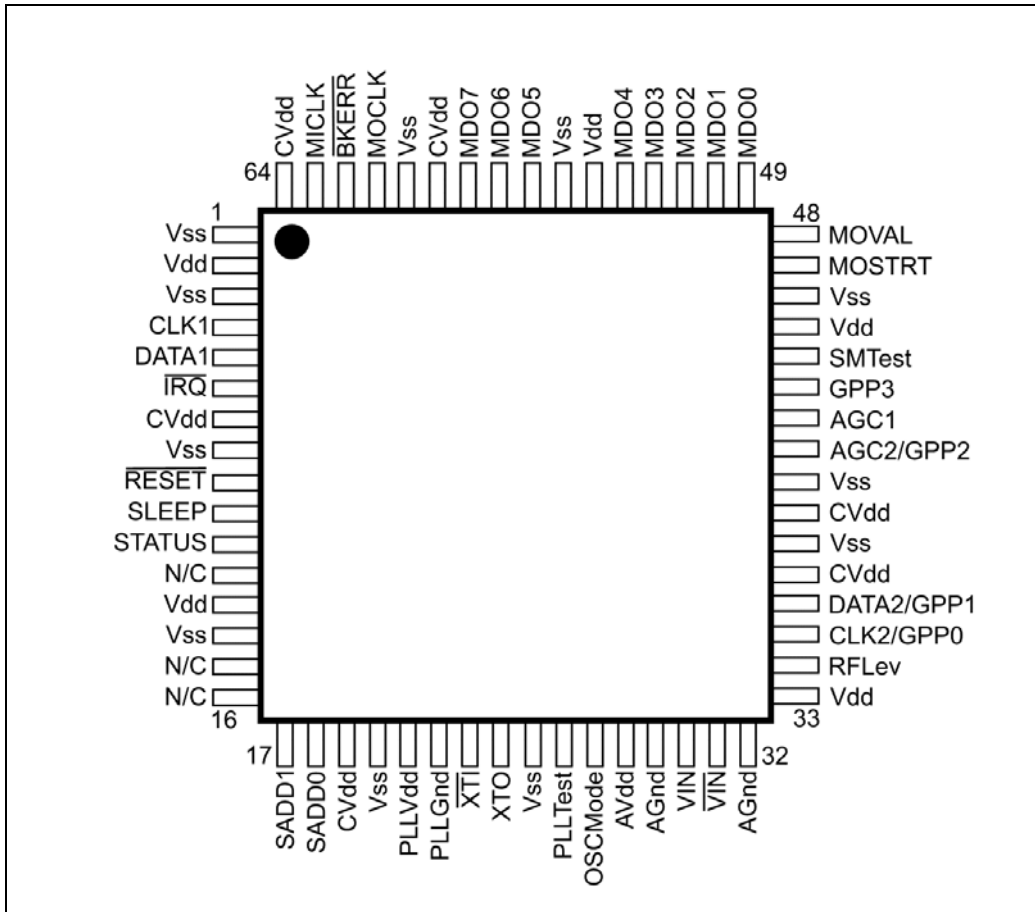 CVdd
MICLK
BKERR
MOCLK
Vss
CVdd
MDO7
MDO6
MDO5
Vss
Vdd
MDO4
MDO3
MDO2
MDO1
MDO0
64
49
1
48
Vss
Vdd
Vss
CLK1
DATA1
IRQ
CVdd
Vss
RESET
SLEEP
STATUS
N/C
Vdd
Vss
N/C
N/C
16
MOVAL
MOSTRT
Vss
Vdd
SMTest
GPP3
AGC1
AGC2/GPP2
Vss
CVdd
Vss
CVdd
DATA2/GPP1
CLK2/GPP0
RFLev
Vdd
33
17
32
SADD1
SADD0
CVdd
Vss
PLLVdd
PLLGnd
XTI
XTO
Vss
PLLTest
OSCMode
AVdd
AGnd
VIN
VIN
AGnd